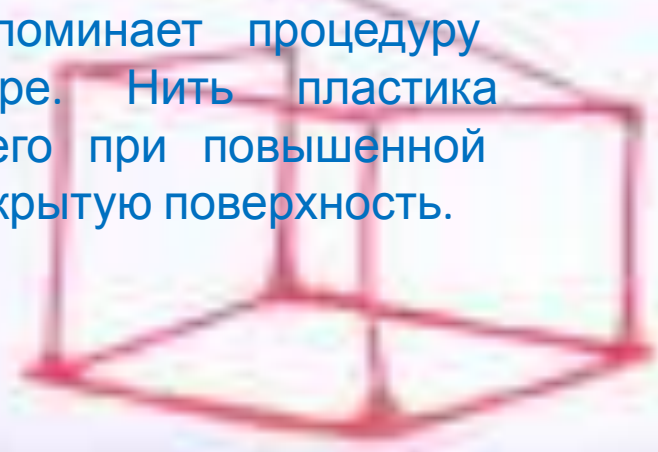 поминает процедуру
ре. Нить пластика
его при повышенной
крытую поверхность.